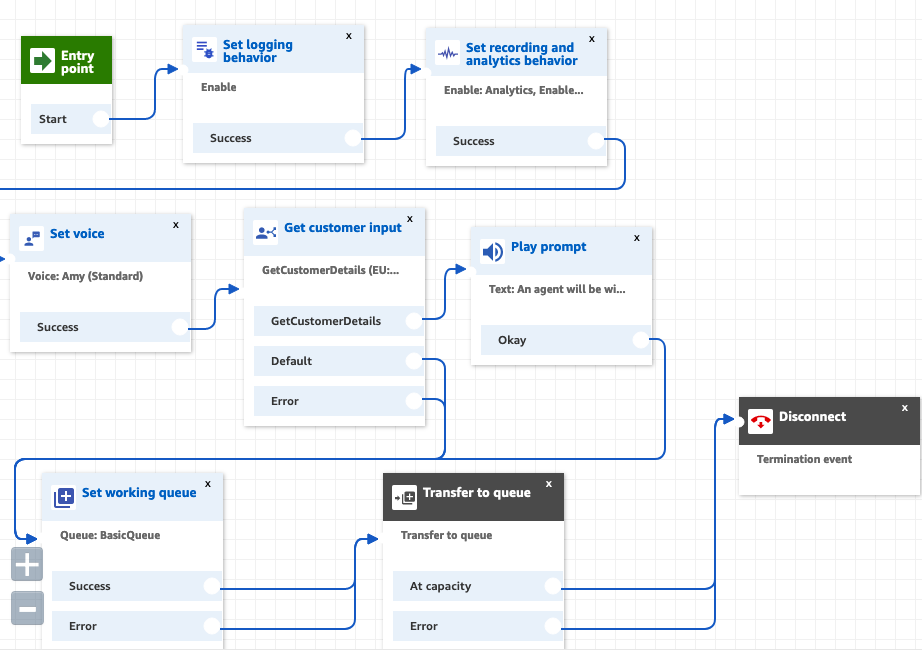 Entry
point
Start
x
Set logging
behavior
Enable
Success
x
Set recording and
analytics behavior
Enable: Analytics, Enable...
Success
x
Set voice
Voice: Amy (Standard)
Success
x
Get customer input
GetCustomerDetails (EU:...
GetCustomerDetails
Default
Error
x
Play prompt
Text: An agent will be wi...
Okay
x
Disconnect
Termination event
x
Set working queue
Queue: BasicQueue
Success
Error
x
Transfer to queue
Transfer to queue
At capacity
Error